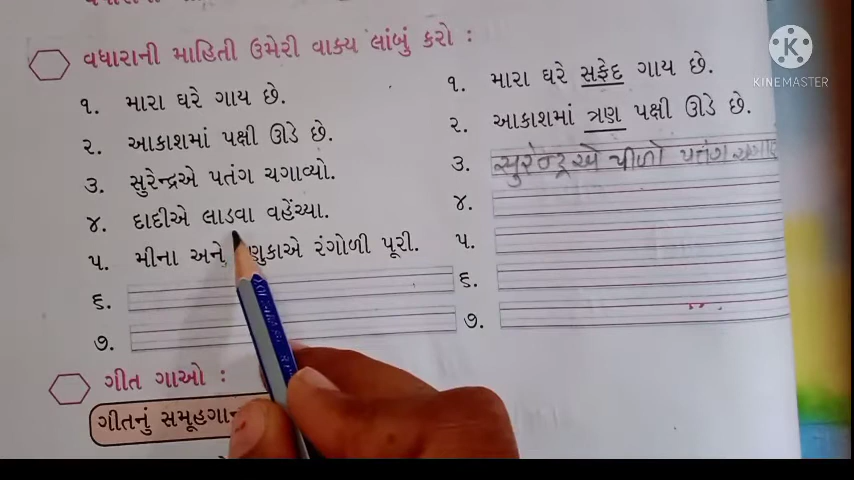 વધારાની માહિતી ઉમેરી વાક્ય લાંબું કરો :
KINEMASTER
૧. મારા ઘરે ગાય છે.
૨. આકાશમાં પક્ષી ઊડે છે.
૩. સુરેન્દ્રએ પતંગ ચગાવ્યો.
૪. દાદીએ લાડવા વહેંચ્યા.
૫. મીના અને ણુકાએ રંગોળી પૂરી.
૬.
૭.
૧. મારા ઘરે સફેદ ગાય છે.
૨. આકાશમાં ત્રણ પક્ષી ઊડે છે.
૩. સુરેન્દ્રએ પીળો પતંગ
૪.
૫.
૬.
૭.
ગીત ગાઓ :
ગીતનું સમૂહગાન